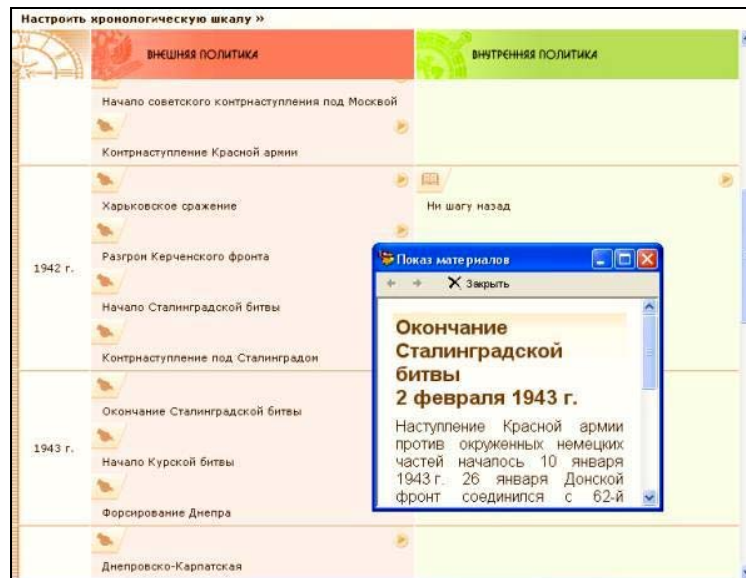 Настроить хронологическую шкалу »
ВНЕШНЯЯ ПОЛИТИКА
ВНУТРЕННЯЯ ПОЛИТИКА
Начало советского контрнаступления под Москвой
Контрнаступление Красной армии
1942 г.
Харьковское сражение
Ни шагу назад
Разгром Керченского фронта
Начало Сталинградской битвы
Контрнаступление под Сталинградом
1943 г.
Окончание Сталинградской битвы
Начало Курской битвы
Форсирование Днепра
Днепровско-Карпатская
Показ материалов
Закрыть
Окончание
Сталинградской
битвы
2 февраля 1943 г.
Наступление Красной армии
против окруженных немецких
частей началось 10 января
1943 г. 26 января Донской
фронт соединился с 62-й